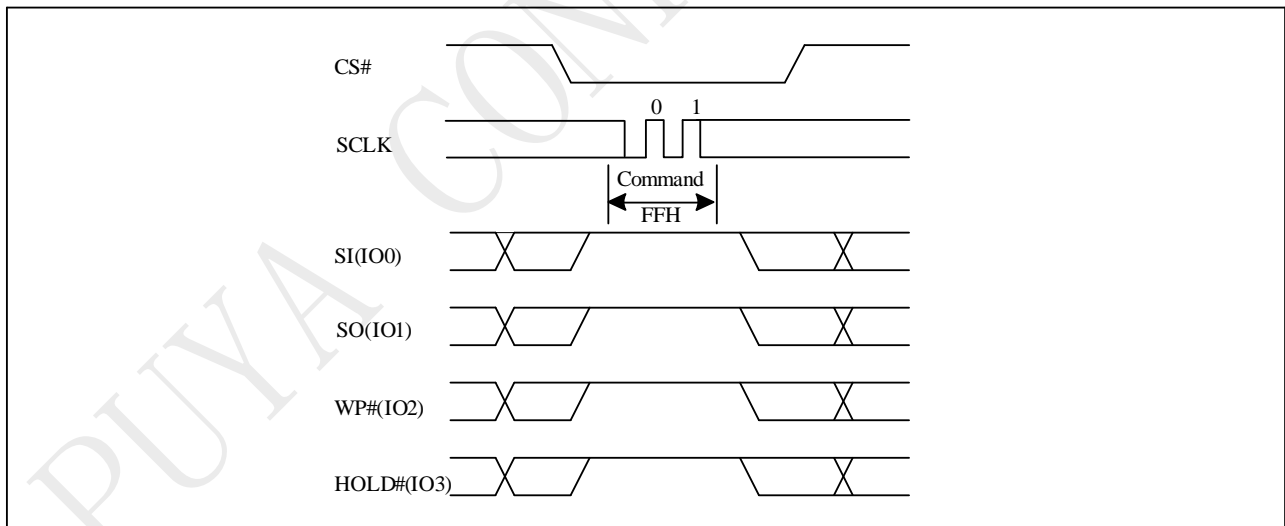 CS#
0 1
SCLK
Command
FFH
SI(IO0)
SO(IO1)
WP#(IO2)
HOLD#(IO3)
PUYA CON